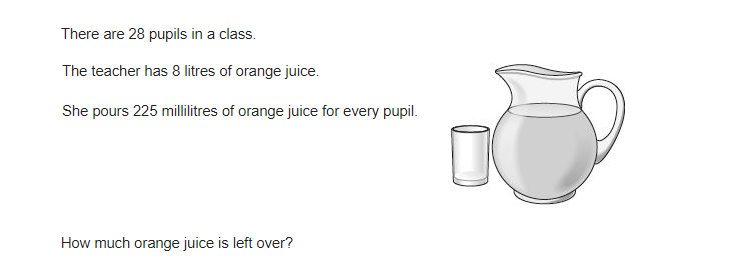 There are 28 pupils in a class.
The teacher has 8 litres of orange juice.
She pours 225 millilitres of orange juice for every pupil.
How much orange juice is left over?